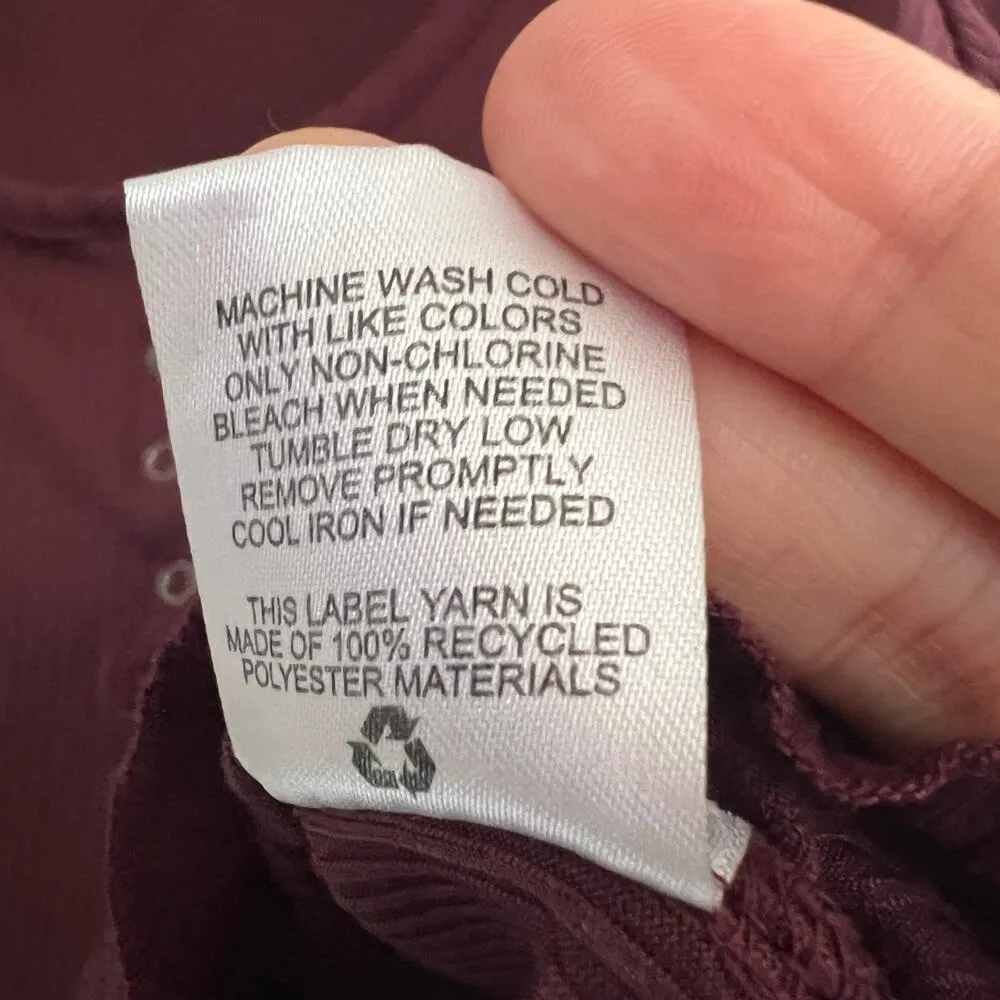 MACHINE WASH COLD
WITH LIKE COLORS
ONLY NON-CHLORINE
BLEACH WHEN NEEDED
TUMBLE DRY LOW
REMOVE PROMPTLY
COOL IRON IF NEEDED
THIS LABEL YARN IS
MADE OF 100% RECYCLED
POLYESTER MATERIALS